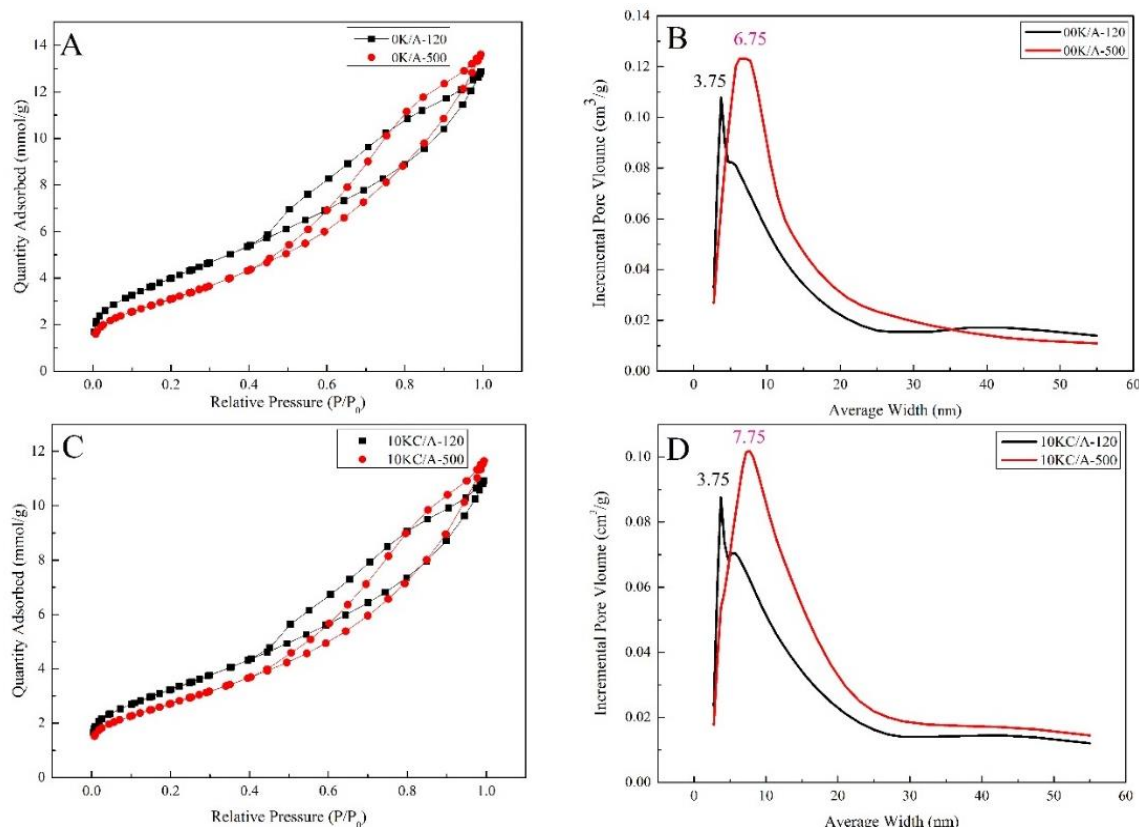 A
0K/A-120
0K/A-500
Quantity Adsorbed (mmol/g)
14
12
10
8
6
4
2
0
0.0 0.2 0.4 0.6 0.8 1.0
Relative Pressure (P/P0)
B
00K/A-120
00K/A-500
6.75
3.75
Incremental Pore Vloumc (cm3/g)
0.14
0.12
0.10
0.08
0.06
0.04
0.02
0.00
0 10 20 30 40 50 60
Average Width (nm)
C
10KC/A-120
10KC/A-500
Quantity Adsorbed (mmol/g)
12
10
8
6
4
2
0
0.0 0.2 0.4 0.6 0.8 1.0
Relative Pressure (P/P0)
D
10KC/A-120
10KC/A-500
7.75
3.75
Incremental Pore Vloume (cm3/g)
0.10
0.08
0.06
0.04
0.02
0.00
0 10 20 30 40 50 60
Average Width (nm)